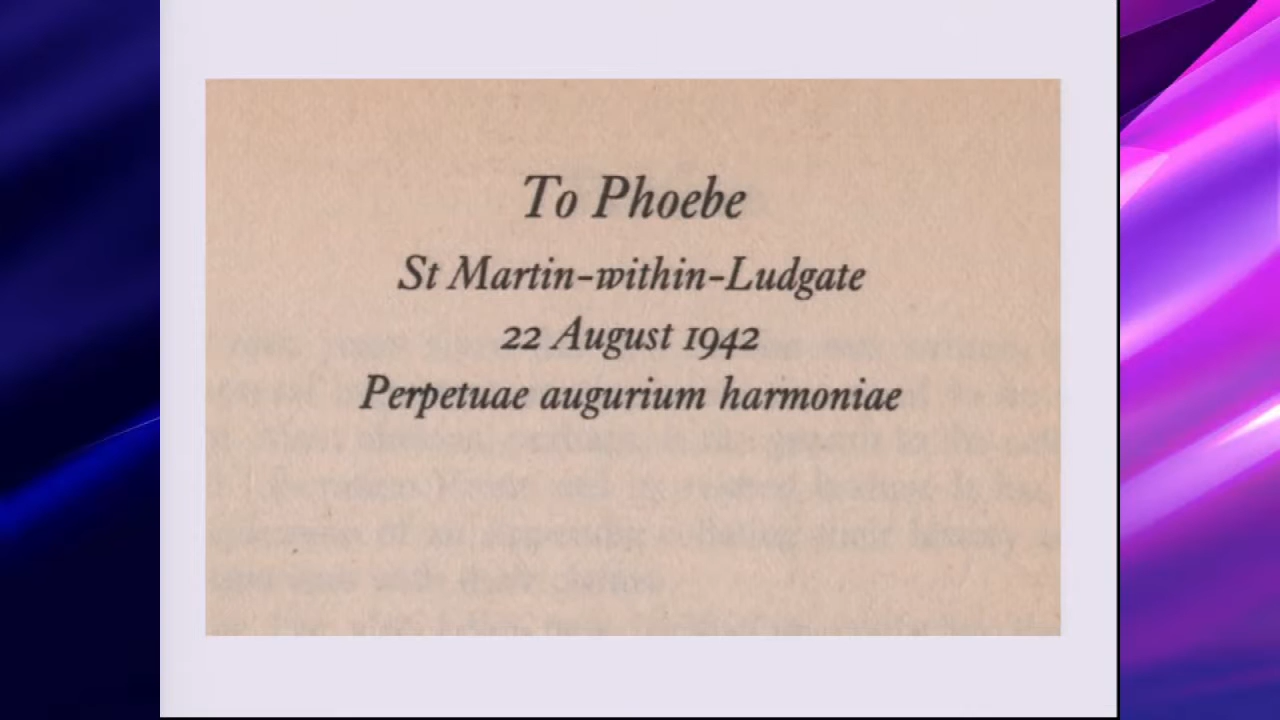 To Phoebe
St Martin-within-Ludgate
22 August 1942
Perpetuae augurium harmoniae